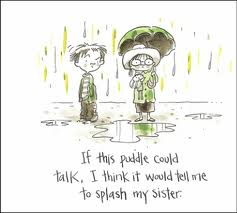 If this puddle could
talk, I think it would tell me
to splash my sister.